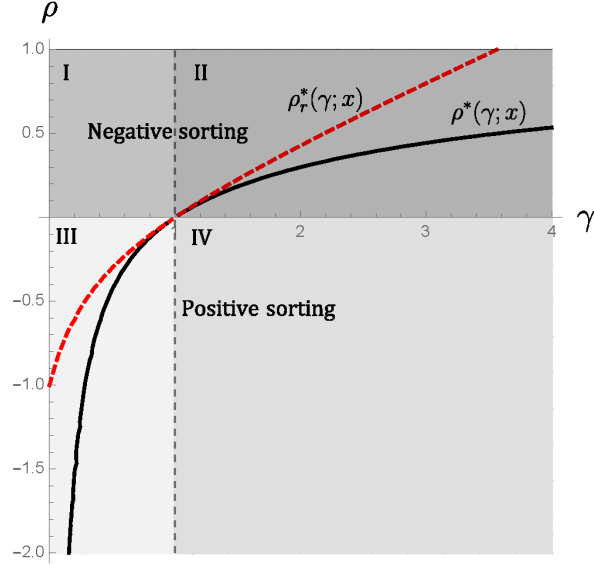 ρ
1.0
I
II
ρ*r(γ; x)
ρ*(γ; x)
0.5
Negative sorting
III
IV
1
2
3
4
γ
−0.5
Positive sorting
−1.0
−1.5
−2.0